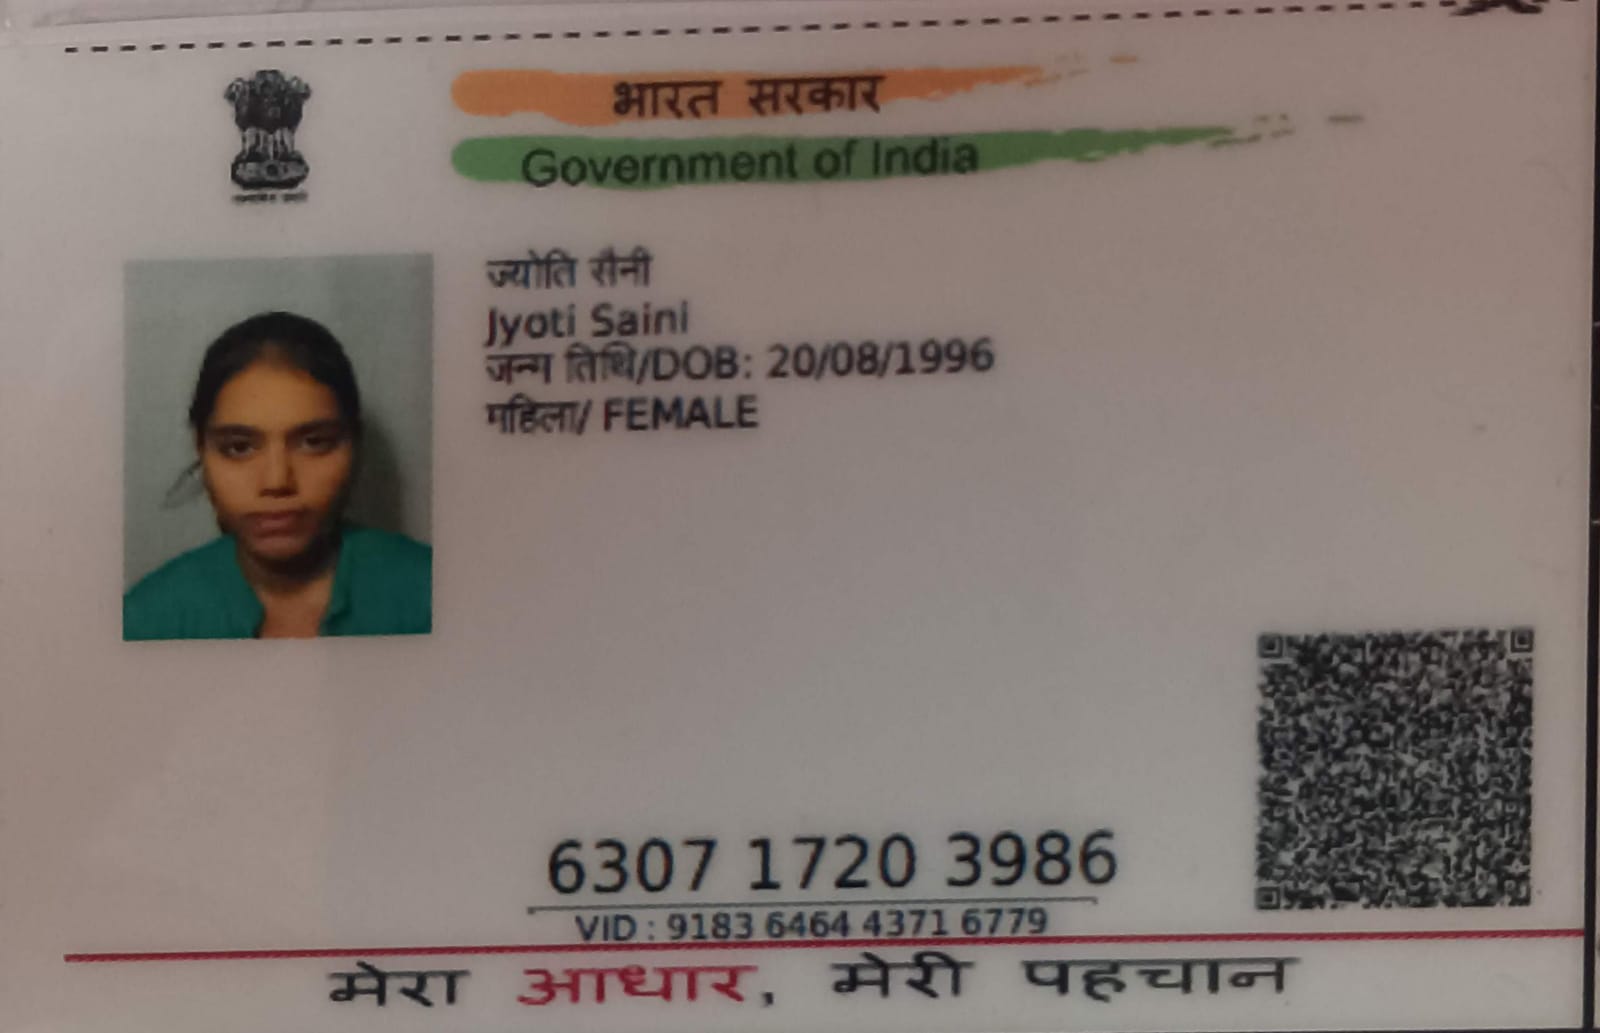 भारत सरकार
Government of India
ज्योति सैनी
Jyoti Saini
जन्म तिथि/DOB: 20/08/1996
महिला/ FEMALE
6307 1720 3986
VID : 9183 6464 4371 6779
मेरा आधार, मेरी पहचान